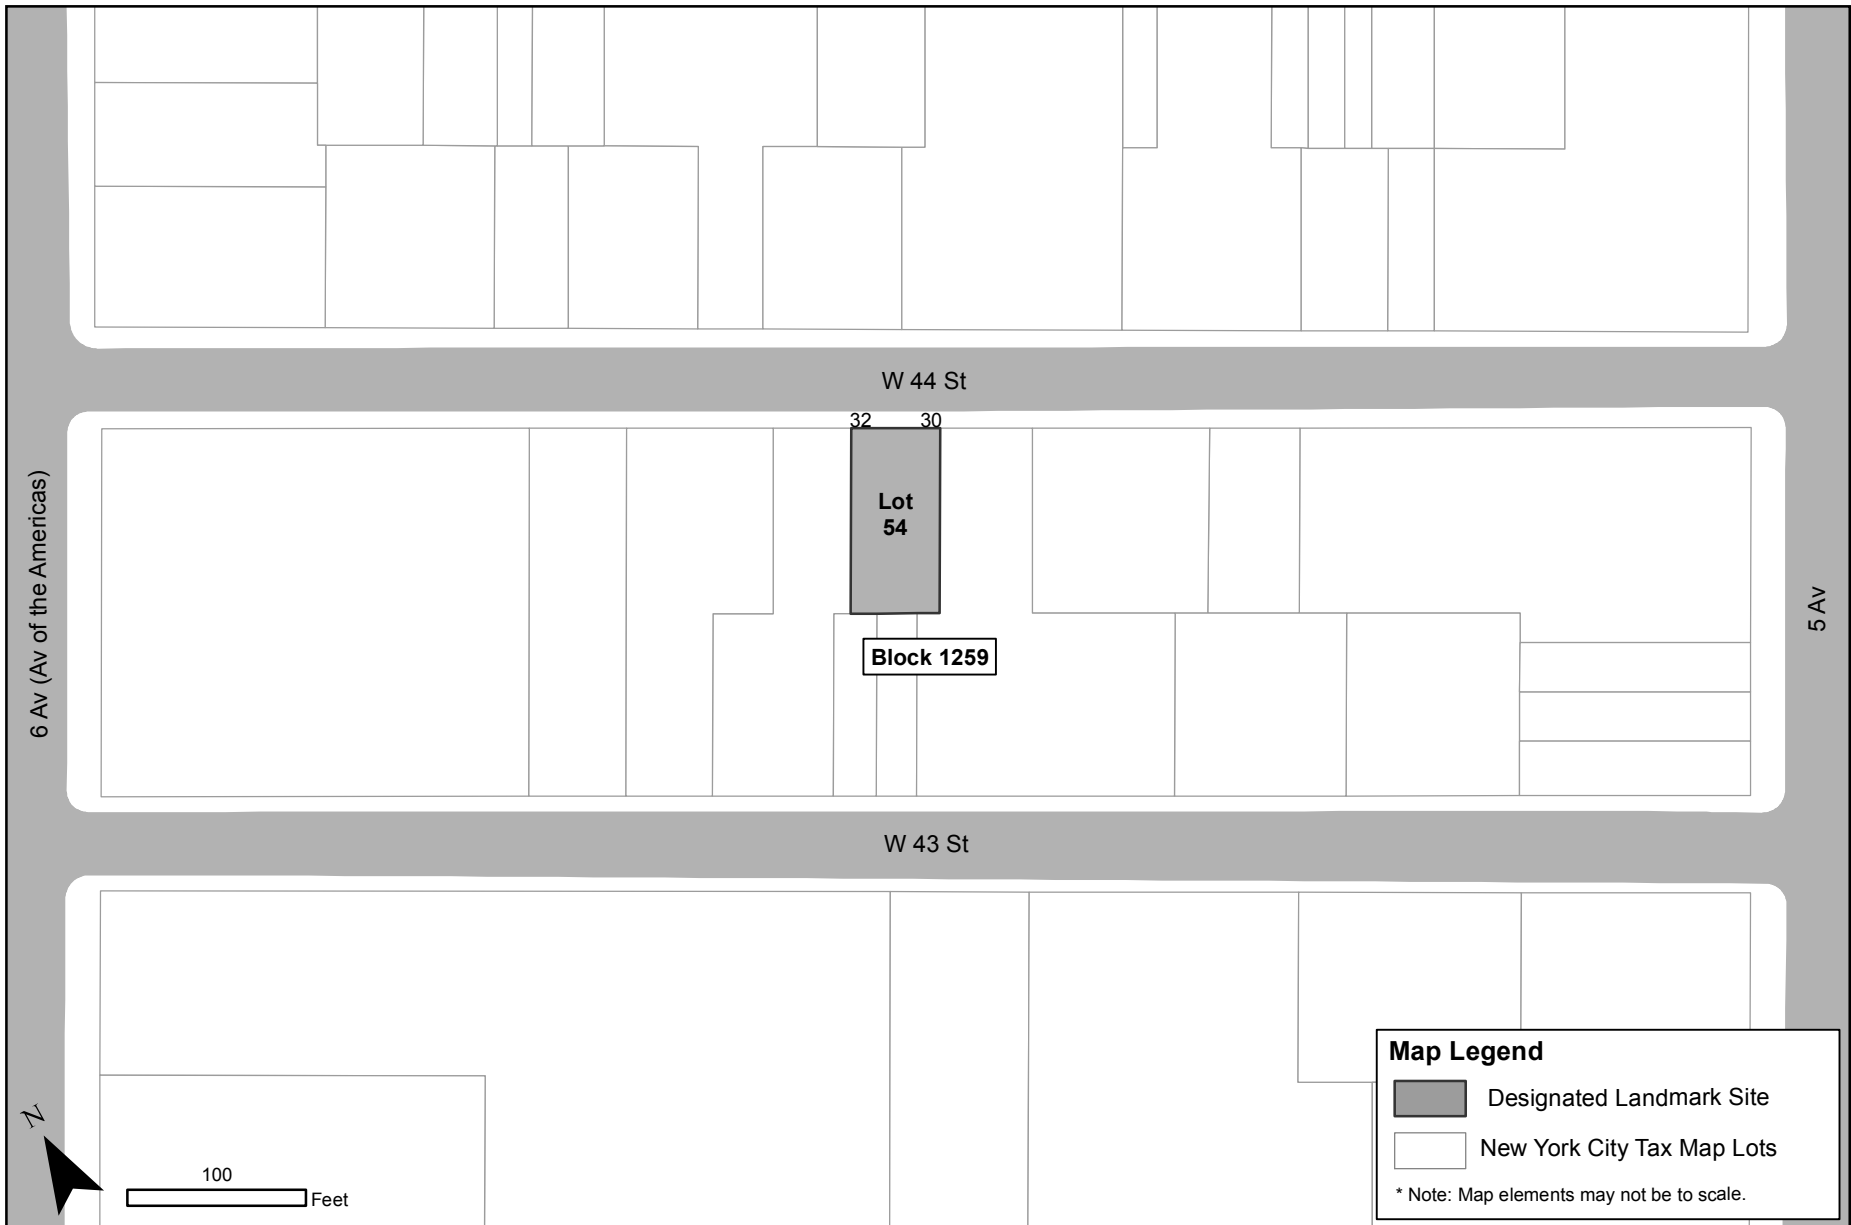 W 44 St
32
30
Lot
54
Block 1259
6 Av (Av of the Americas)
5 Av
W 43 St
Map Legend
Designated Landmark Site
New York City Tax Map Lots
* Note: Map elements may not be to scale.
N
100
Feet